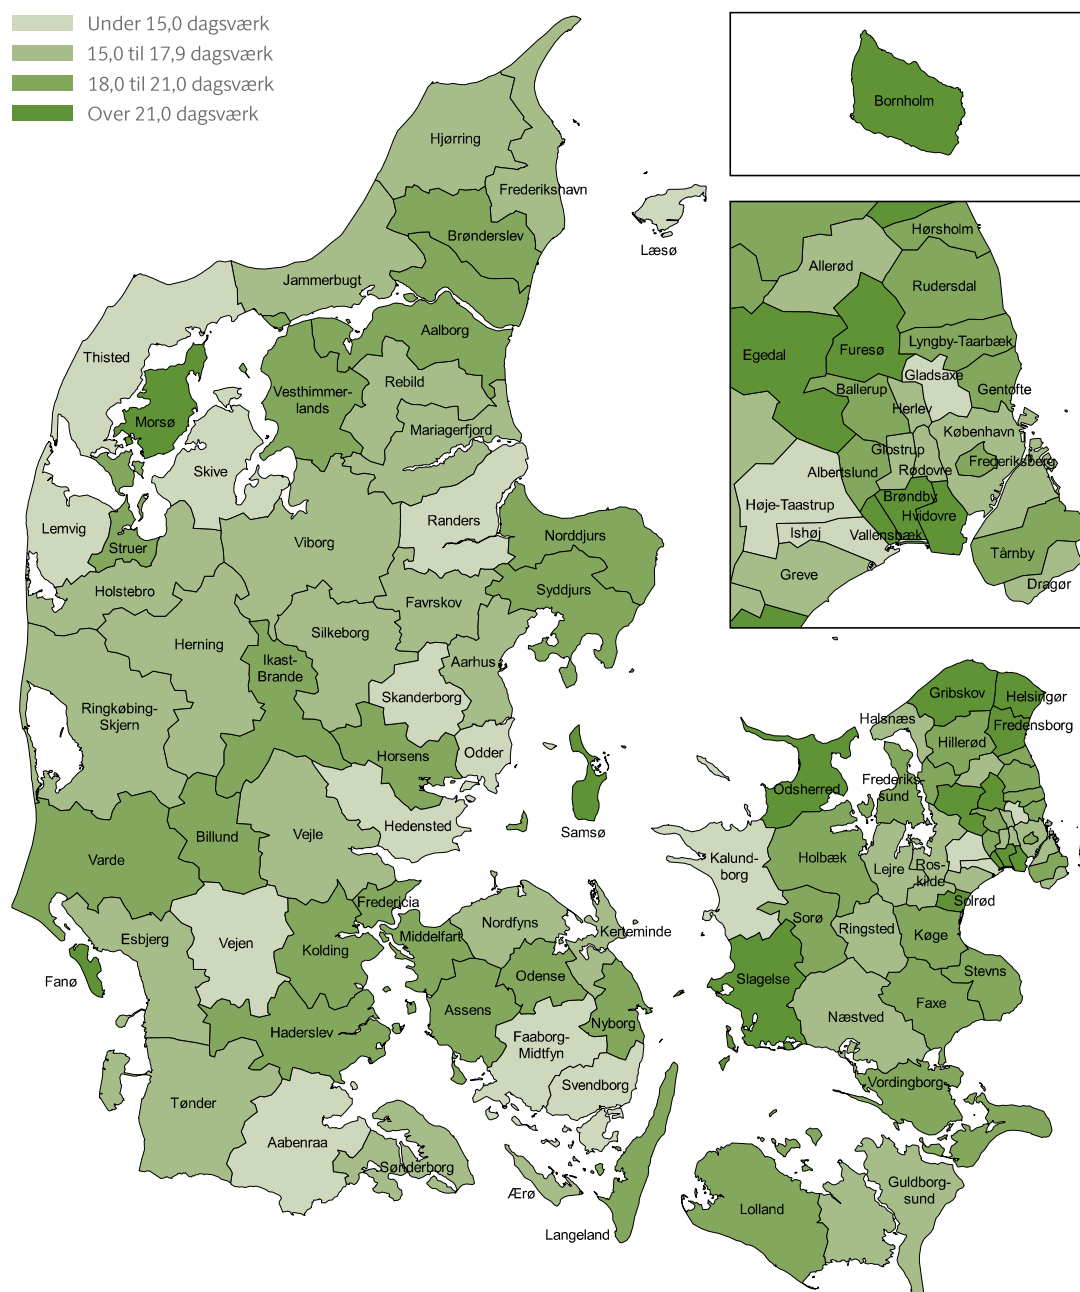 Under 15,0 dagsværk
15,0 til 17,9 dagsværk
18,0 til 21,0 dagsværk
Over 21,0 dagsværk
Bornholm
Hjørring
Frederikshavn
Brønderslev
Læsø
Jammerbugt
Aalborg
Thisted
Rebild
Vesthimmer-
lands
Morsø
Mariagerfjord
Skive
Randers
Lemvig
Viborg
Struer
Norddjurs
Holstebro
Syddjurs
Favrskov
Silkeborg
Herning
Ikast-
Brande
Aarhus
Skanderborg
Ringkøbing-
Skjern
Horsens
Odder
Samsø
Hedensted
Billund
Vejle
Varde
Fredericia
Esbjerg
Vejen
Kolding
Fanø
Haderslev
Tønder
Aabenraa
Sønderborg
Nordfyns
Middelfart
Kerteminde
Odense
Assens
Nyborg
Faaborg-
Midtfyn
Svendborg
Ærø
Langeland
Hørsholm
Allerød
Rudersdal
Egedal
Furesø
Lyngby-Taarbæk
Gladsaxe
Ballerup
Gentofte
Herlev
København
Glostrup
Frederiksberg
Albertslund
Rødovre
Brøndby
Høje-Taastrup
Hvidovre
Ishøj
Vallensbæk
Tårnby
Greve
Dragør
Gribskov
Helsingør
Halsnæs
Fredensborg
Hillerød
Odsherred
Frederiks-
sund
Kalund-
borg
Holbæk
Lejre
Ros-
kilde
Solrød
Sorø
Ringsted
Køge
Slagelse
Stevns
Faxe
Næstved
Vordingborg
Guldborg-
sund
Lolland